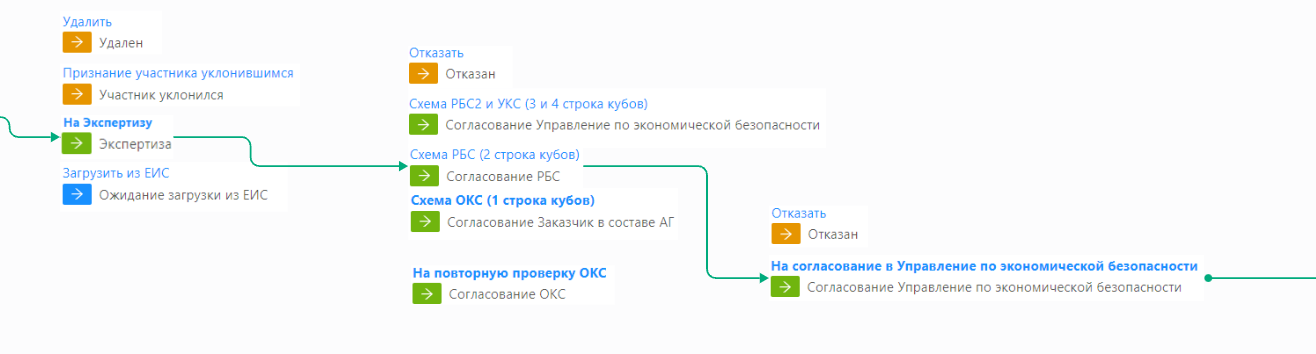 Удалить
Удален
Признание участника уклонившимся
Участник уклонился
На Экспертизу
Экспертиза
Загрузить из ЕИС
Ожидание загрузки из ЕИС
Отказать
Отказан
Схема РБС2 и УКС (3 и 4 строка кубов)
Согласование Управление по экономической безопасности
Схема РБС (2 строка кубов)
Согласование РБС
Схема ОКС (1 строка кубов)
Согласование Заказчик в составе АГ
На повторную проверку ОКС
Согласование ОКС
Отказать
Отказан
На согласование в Управление по экономической безопасности
Согласование Управление по экономической безопасности